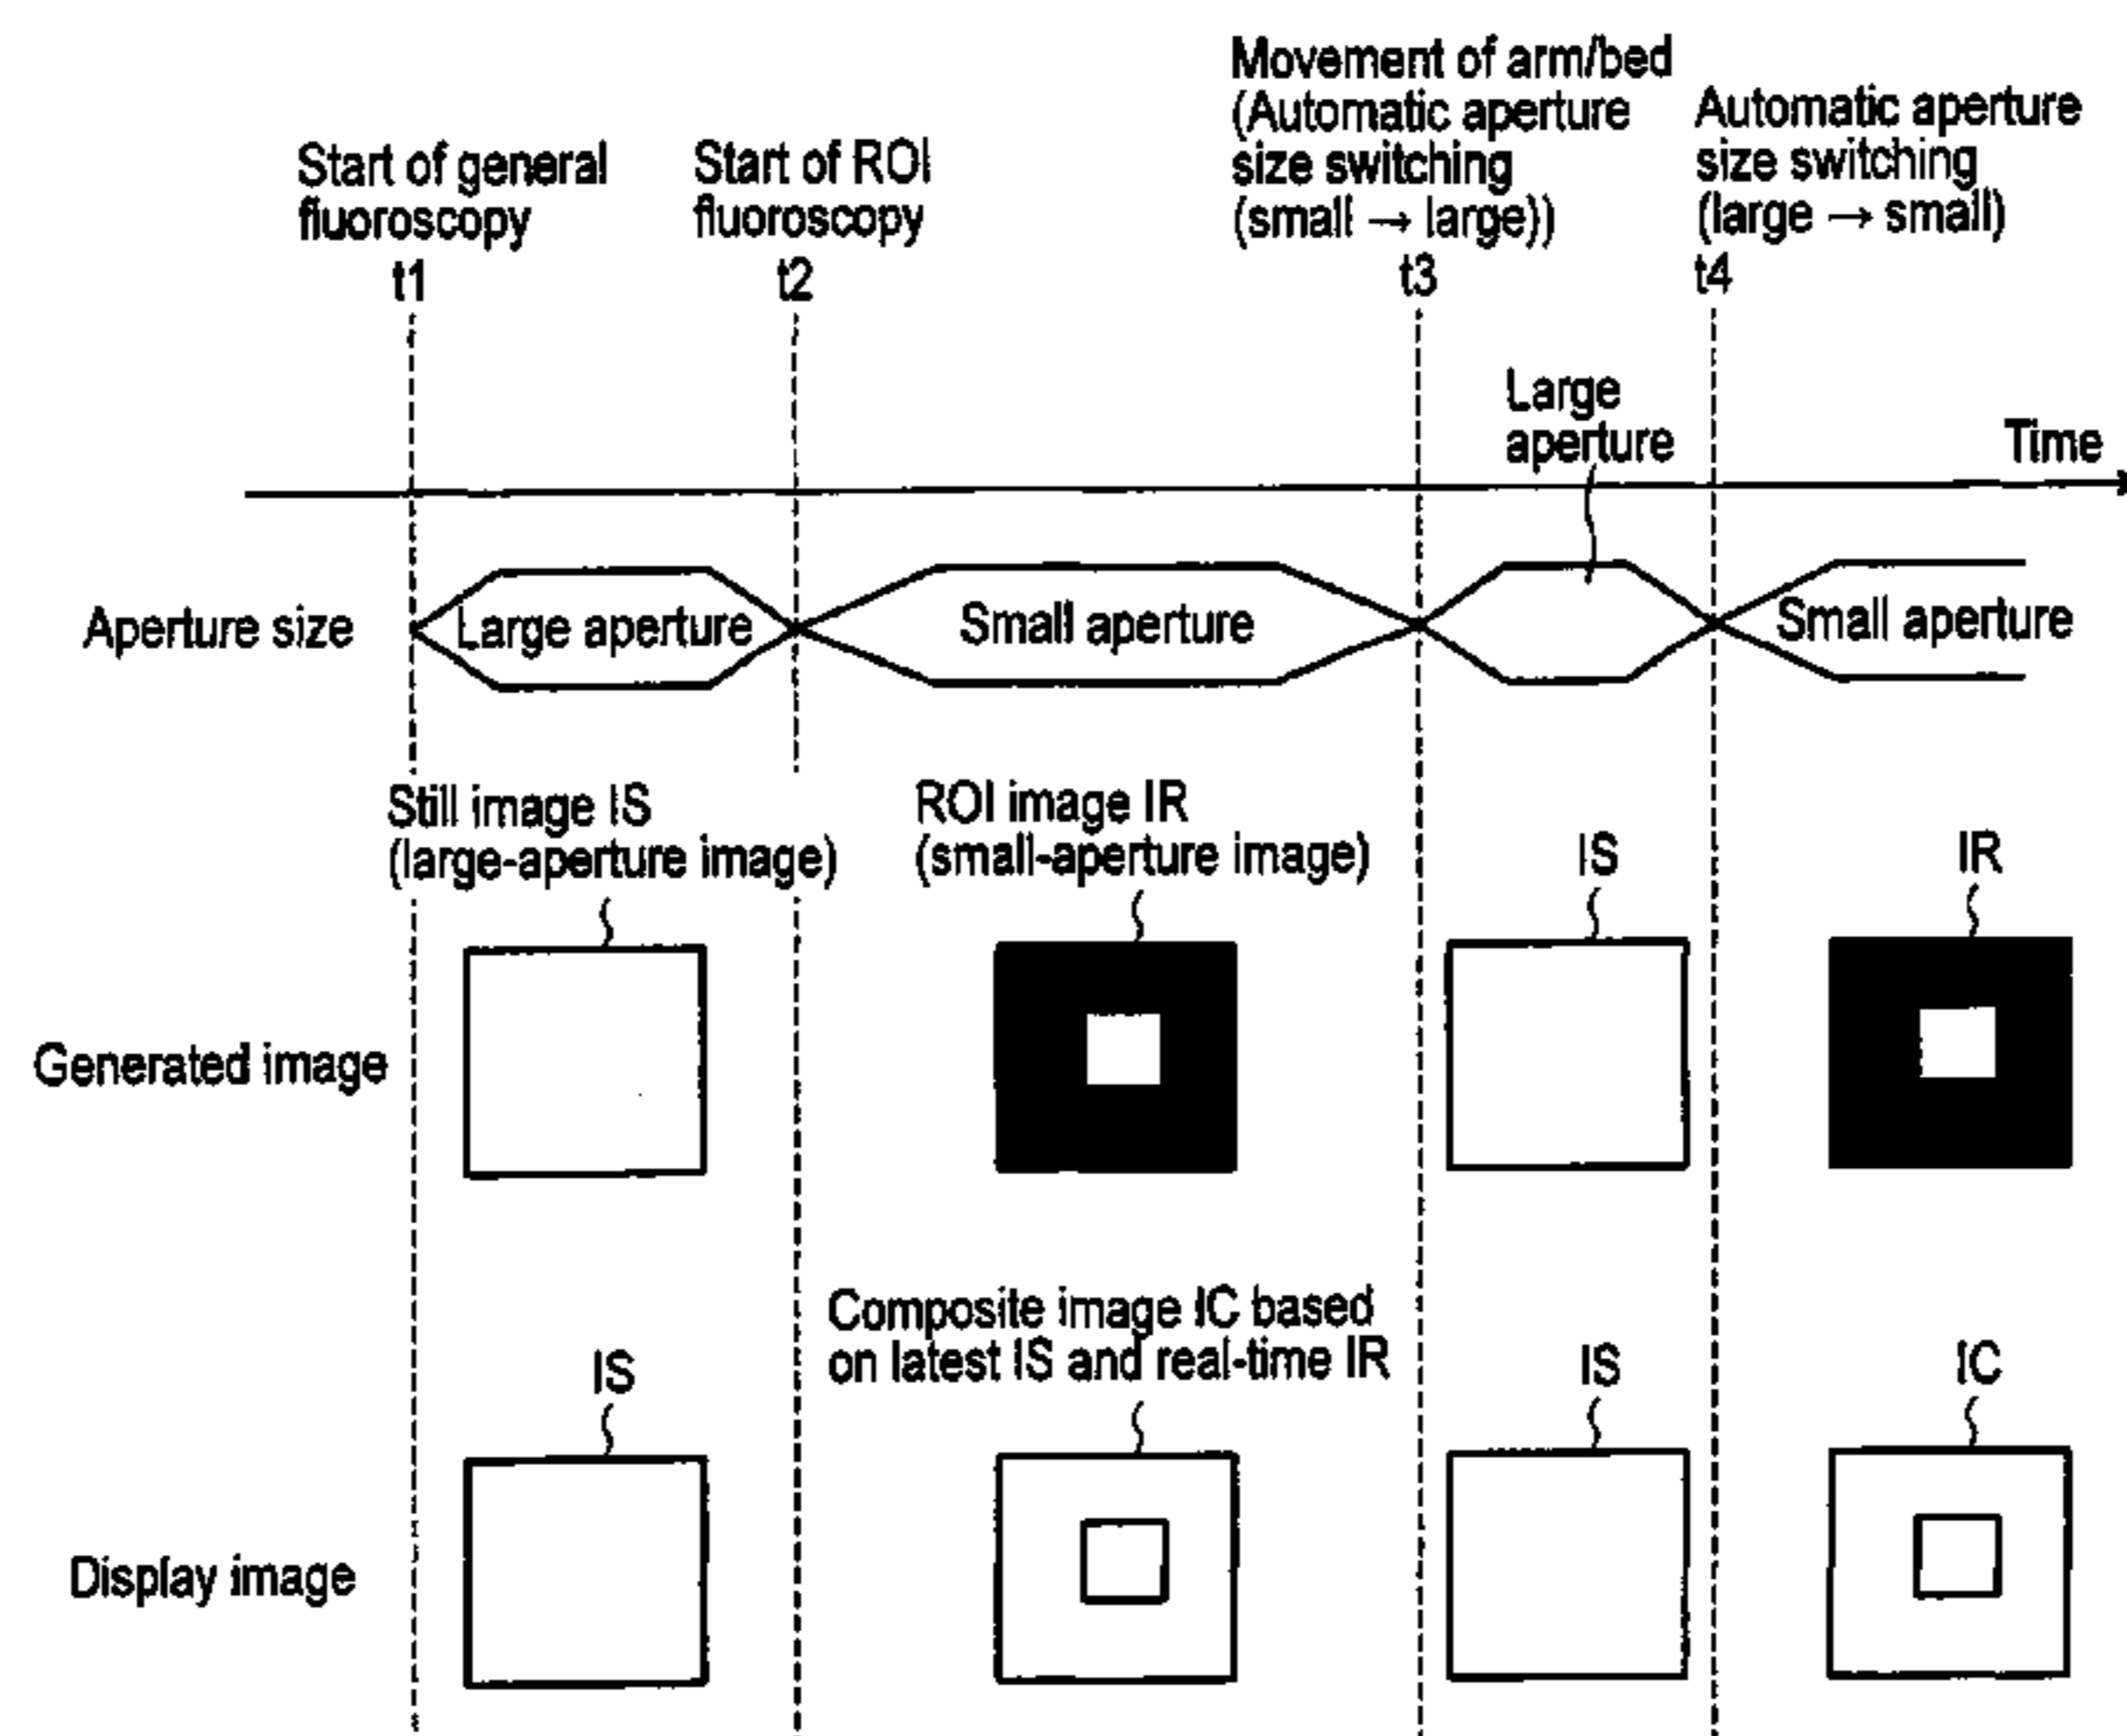 Start of general
fluoroscopy
t1
Start of ROI
fluoroscopy
t2
Movement of arm/bed
(Automatic aperture
size switching
(small → large))
t3
Automatic aperture
size switching
(large → small)
t4
Large
aperture
Time
Aperture size
Large aperture
Small aperture
Small aperture
Still image IS
(large-aperture image)
ROI image IR
(small-aperture image)
IS
IR
Generated image
IS
Composite image IC based
on latest IS and real-time IR
IS
IC
Display image